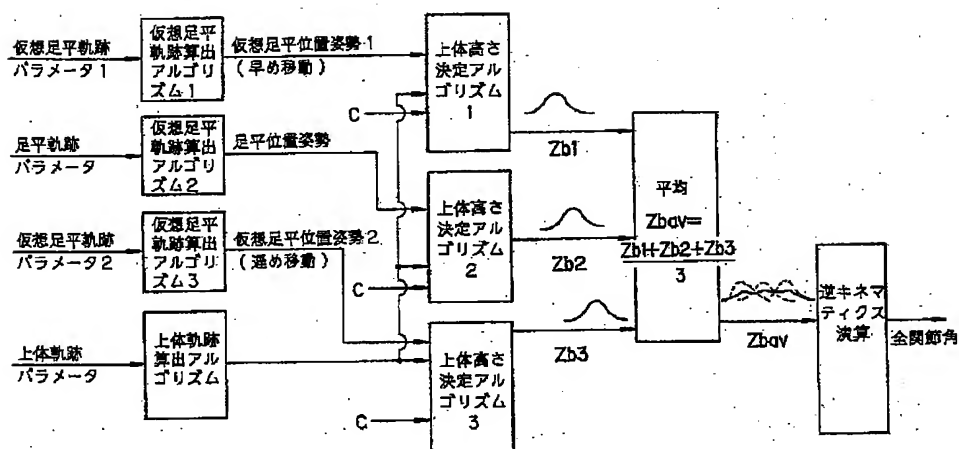 仮想足平軌跡
パラメータ1
仮想足平
軌跡算出
アルゴリ
ズム1
仮想足平位置姿勢1
(早め移動)
上体高さ
決定アル
ゴリズム
1
C
Zb1
足平軌跡
パラメータ
仮想足平
軌跡算出
アルゴリ
ズム2
足平位置姿勢
上体高さ
決定アル
ゴリズム
2
C
Zb2
仮想足平軌跡
パラメータ2
仮想足平
軌跡算出
アルゴリ
ズム3
仮想足平位置姿勢2
(遅め移動)
上体軌跡
パラメータ
上体軌跡
算出アル
ゴリズム
上体高さ
決定アル
ゴリズム
3
C
Zb3
平均
Zbav=
Zb1+Zb2+Zb3
3
Zbav
逆キネマ
ティクス
演算
全関節角